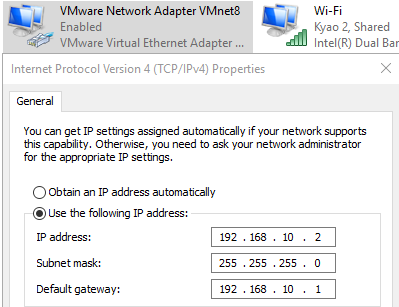 VMware Network Adapter VMnet8
Enabled
VMware Virtual Ethernet Adapter ...
Wi-Fi
Kyao 2, Shared
Intel(R) Dual Ba
Internet Protocol Version 4 (TCP/IPv4) Properties
General
You can get IP settings assigned automatically if your network supports
this capability. Otherwise, you need to ask your network administrator
for the appropriate IP settings.
Obtain an IP address automatically
Use the following IP address:
IP address: 192 . 168 . 10 . 2
Subnet mask: 255 . 255 . 255 . 0
Default gateway: 192 . 168 . 10 . 1